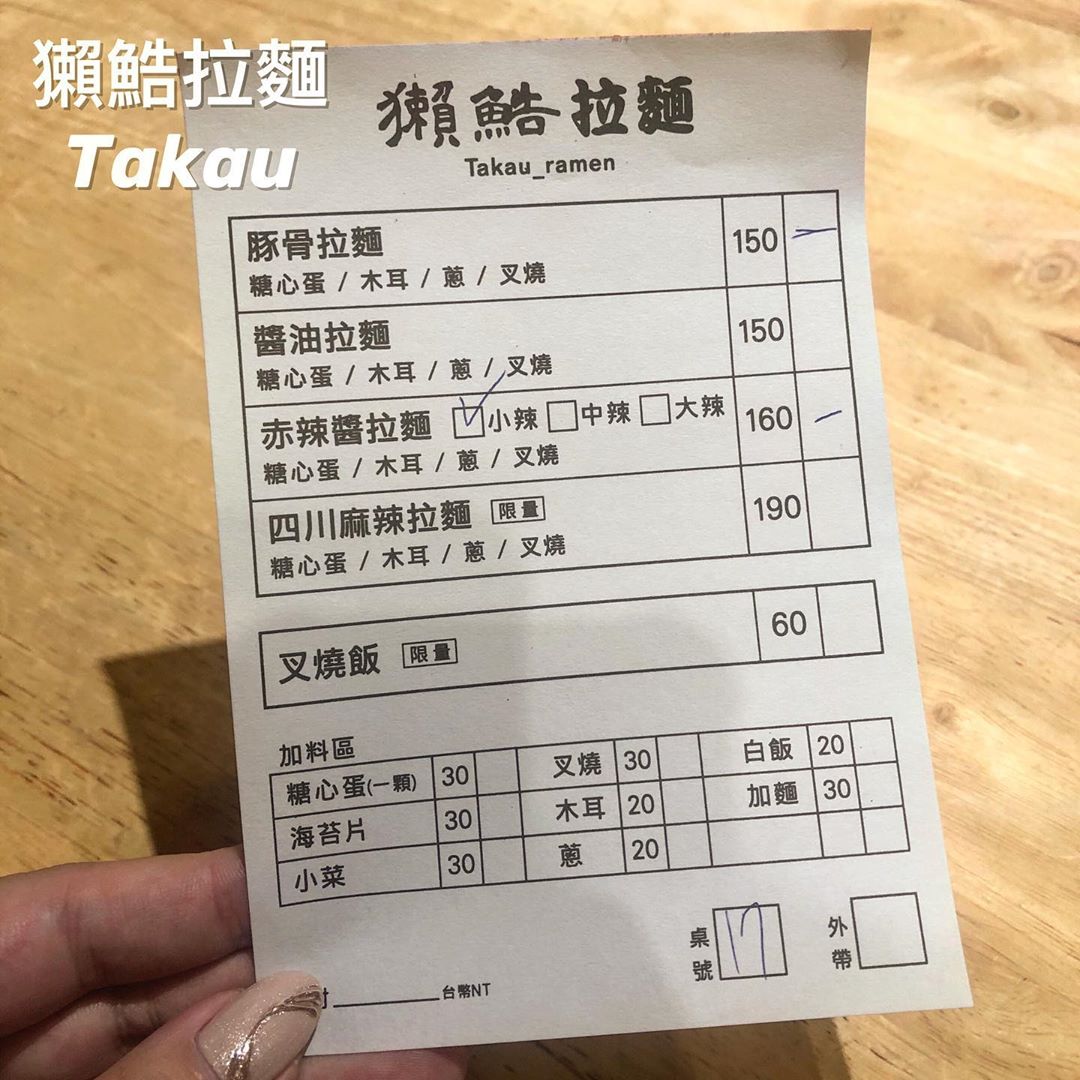 獺鯌拉麵
Takau
獺鯌拉麵
Takau_ramen
豚骨拉麵 150 一
糖心蛋 / 木耳 / 蔥 / 叉燒
醬油拉麵 150
糖心蛋 / 木耳 / 蔥 / 叉燒
赤辣醬拉麵 ☑小辣 □中辣 □大辣 160 一
糖心蛋 / 木耳 / 蔥 / 叉燒
四川麻辣拉麵 限量 190
糖心蛋 / 木耳 / 蔥 / 叉燒
叉燒飯 限量 60
加料區
糖心蛋(一顆) 30 叉燒 30 白飯 20
海苔片 30 木耳 20 加麵 30
小菜 30 蔥 20
桌號 17 外帶
台幣NT